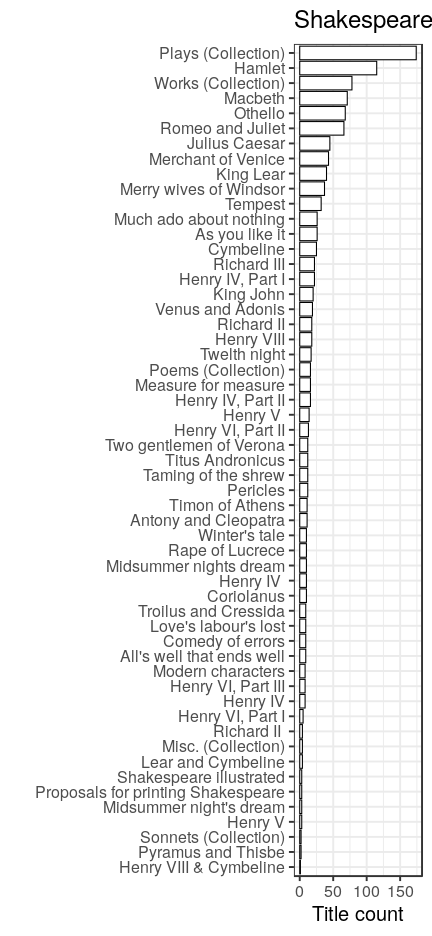 Shakespeare
Plays (Collection)
Hamlet
Works (Collection)
Macbeth
Othello
Romeo and Juliet
Julius Caesar
Merchant of Venice
King Lear
Merry wives of Windsor
Tempest
Much ado about nothing
As you like it
Cymbeline
Richard III
Henry IV, Part I
King John
Venus and Adonis
Richard II
Henry VIII
Twelth night
Poems (Collection)
Measure for measure
Henry IV, Part II
Henry V
Henry VI, Part II
Two gentlemen of Verona
Titus Andronicus
Taming of the shrew
Pericles
Timon of Athens
Antony and Cleopatra
Winter's tale
Rape of Lucrece
Midsummer nights dream
Henry IV
Coriolanus
Troilus and Cressida
Love's labour's lost
Comedy of errors
All's well that ends well
Modern characters
Henry VI, Part III
Henry IV
Henry VI, Part I
Richard II
Misc. (Collection)
Lear and Cymbeline
Shakespeare illustrated
Proposals for printing Shakespeare
Midsummer night's dream
Henry V
Sonnets (Collection)
Pyramus and Thisbe
Henry VIII & Cymbeline
0 50 100 150
Title count